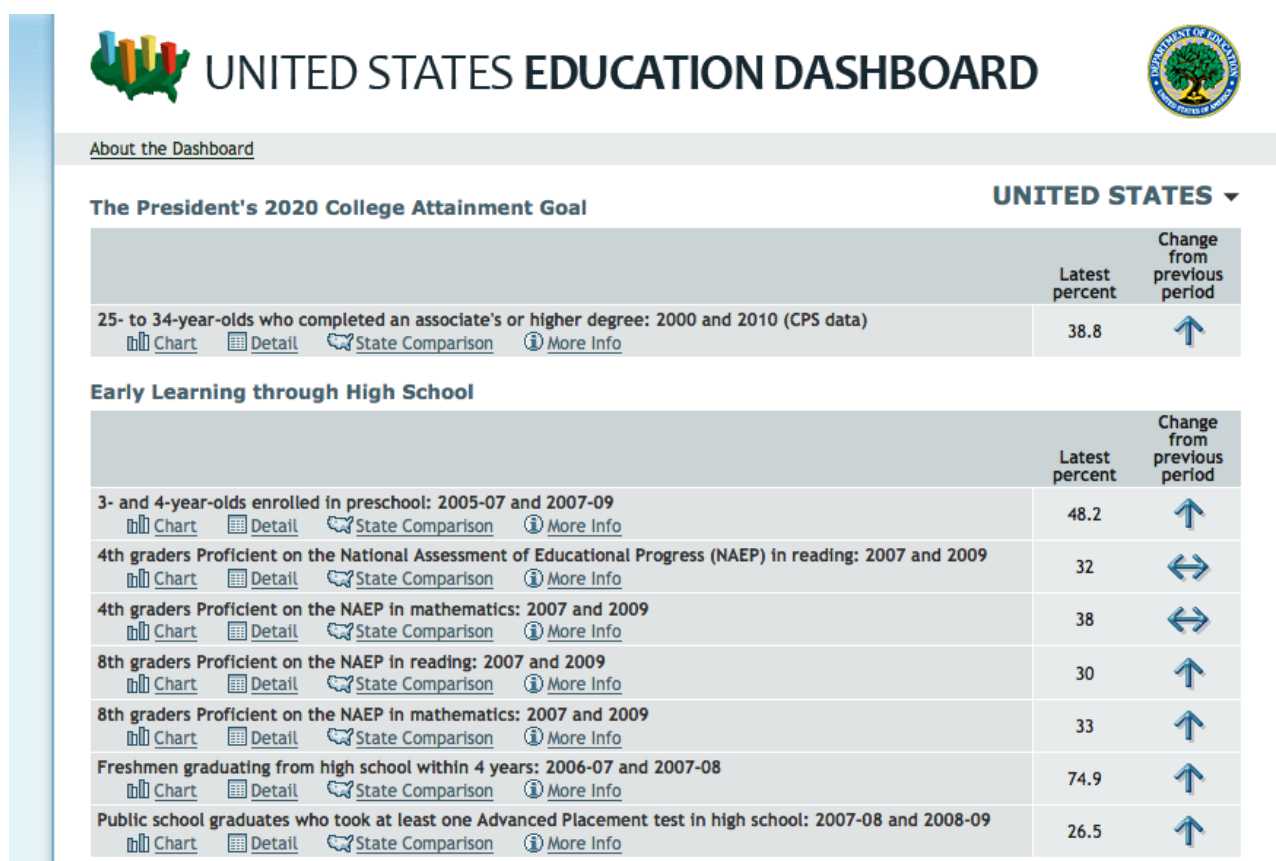 UNITED STATES EDUCATION DASHBOARD
DEPARTMENT OF EDUCATION
UNITED STATES OF AMERICA
About the Dashboard
The President's 2020 College Attainment Goal
UNITED STATES
Latest percent
Change from previous period
25- to 34-year-olds who completed an associate's or higher degree: 2000 and 2010 (CPS data)
38.8
Chart Detail State Comparison More Info
Early Learning through High School
Latest percent
Change from previous period
3- and 4-year-olds enrolled in preschool: 2005-07 and 2007-09
48.2
Chart Detail State Comparison More Info
4th graders Proficient on the National Assessment of Educational Progress (NAEP) in reading: 2007 and 2009
32
Chart Detail State Comparison More Info
4th graders Proficient on the NAEP in mathematics: 2007 and 2009
38
Chart Detail State Comparison More Info
8th graders Proficient on the NAEP in reading: 2007 and 2009
30
Chart Detail State Comparison More Info
8th graders Proficient on the NAEP in mathematics: 2007 and 2009
33
Chart Detail State Comparison More Info
Freshmen graduating from high school within 4 years: 2006-07 and 2007-08
74.9
Chart Detail State Comparison More Info
Public school graduates who took at least one Advanced Placement test in high school: 2007-08 and 2008-09
26.5
Chart Detail State Comparison More Info